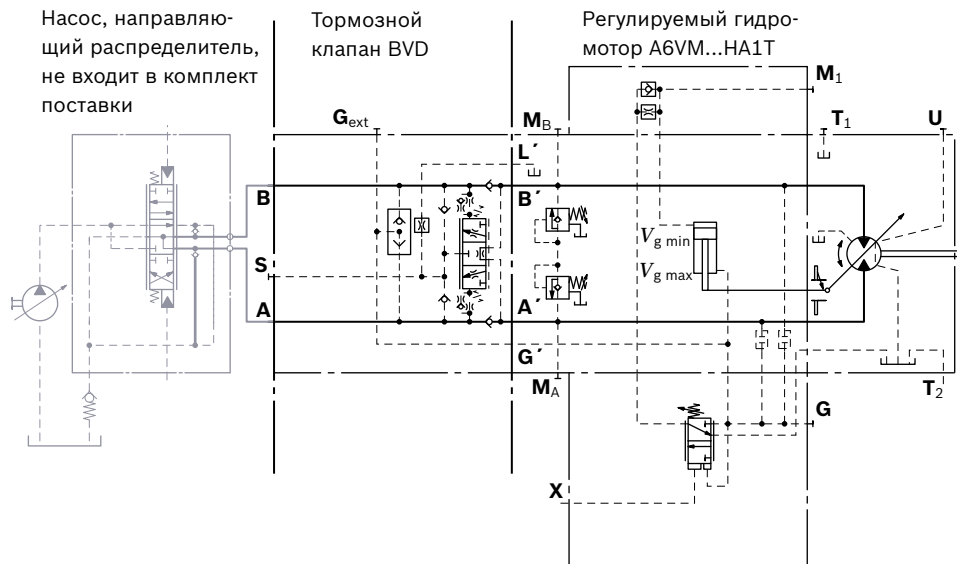 Насос, направляю-
щий распределитель,
не входит в комплект
поставки
Тормозной
клапан BVD
Регулируемый гидро-
мотор A6VM...HA1T
M1
Gext
MB
T1
U
L´
B
B´
Vg min
S
Vg max
A
A´
G´
MA
T2
G
X